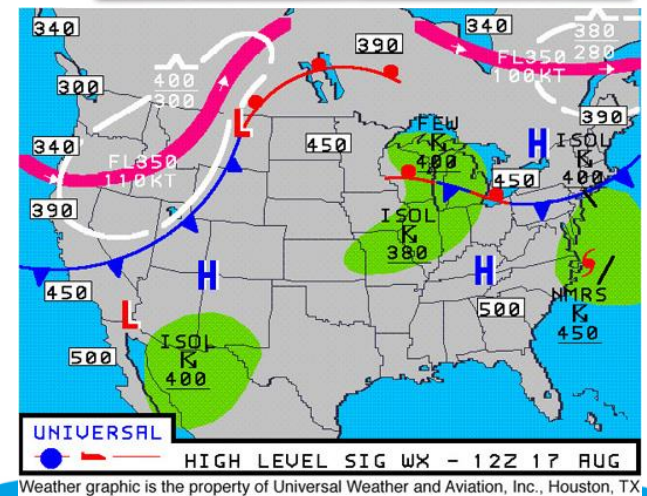 340
340
380
280
390
400
300
300
FL350
100KT
390
FEW
400
340
450
ISOL
400
FL350
110KT
450
390
ISOL
380
450
500
NMRS
450
500
ISOL
400
H
H
H
L
L
UNIVERSAL
HIGH LEVEL SIG WX - 12Z 17 AUG
Weather graphic is the property of Universal Weather and Aviation, Inc., Houston, TX